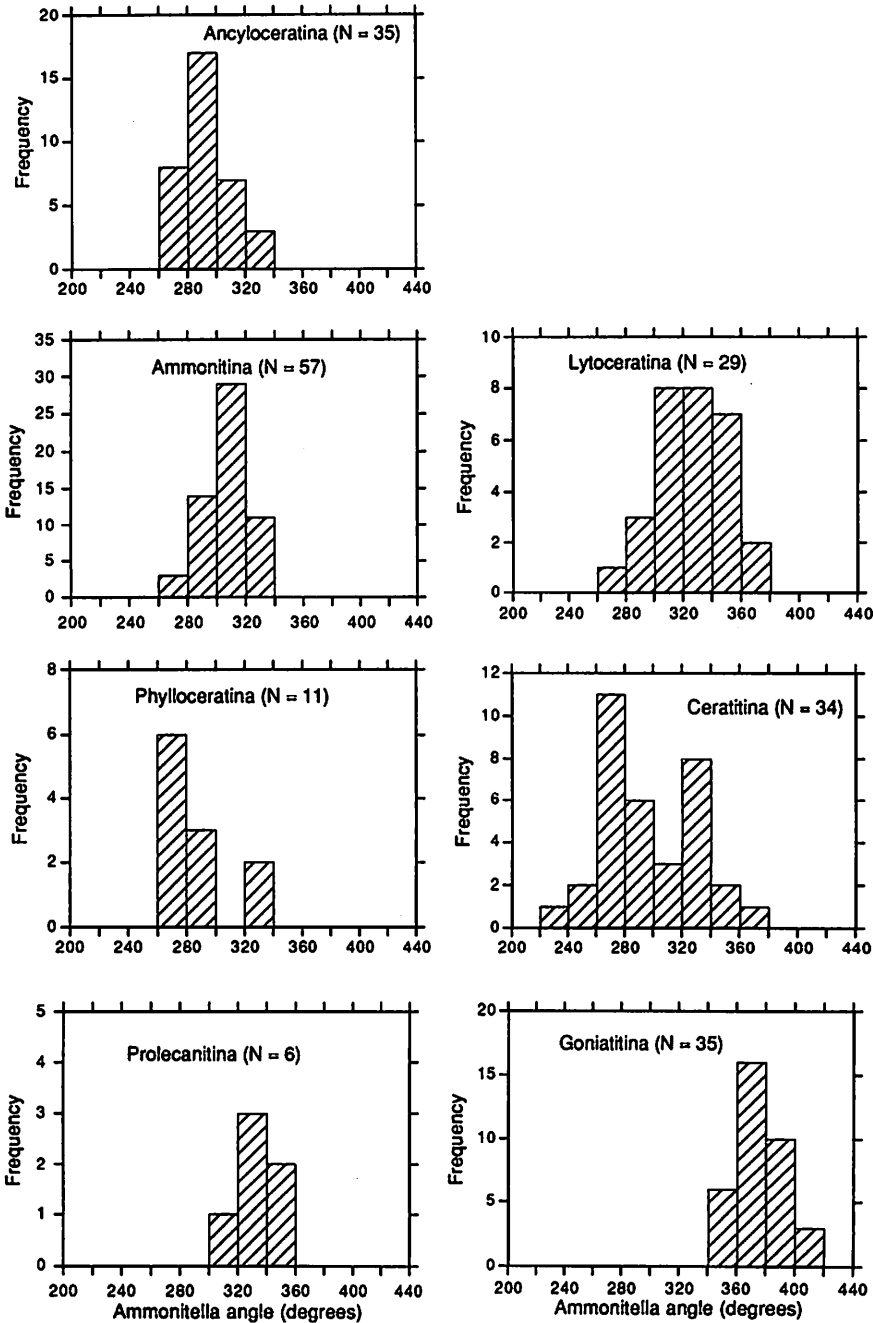 Ancyloceratina (N = 35)
Frequency
20
15
10
5
0
200 240 280 320 360 400 440
Ammonitina (N = 57)
Frequency
35
30
25
20
15
10
5
0
200 240 280 320 360 400 440
Lytoceratina (N = 29)
Frequency
10
8
6
4
2
0
200 240 280 320 360 400 440
Phylloceratina (N = 11)
Frequency
8
6
4
2
0
200 240 280 320 360 400 440
Ceratitina (N = 34)
Frequency
12
10
8
6
4
2
0
200 240 280 320 360 400 440
Prolecanitina (N = 6)
Frequency
5
4
3
2
1
0
200 240 280 320 360 400 440
Ammonitella angle (degrees)
Goniatitina (N = 35)
Frequency
20
15
10
5
0
200 240 280 320 360 400 440
Ammonitella angle (degrees)